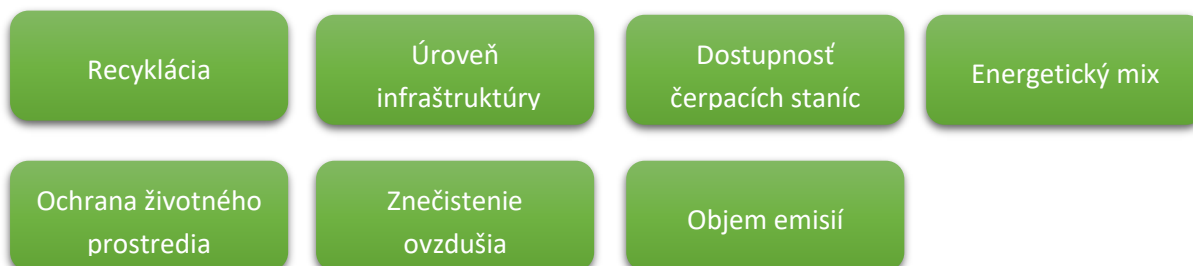 Recyklácia
Úroveň
infraštruktúry
Dostupnosť
čerpacích staníc
Energetický mix
Ochrana životného
prostredia
Znečistenie
ovzdušia
Objem emisií